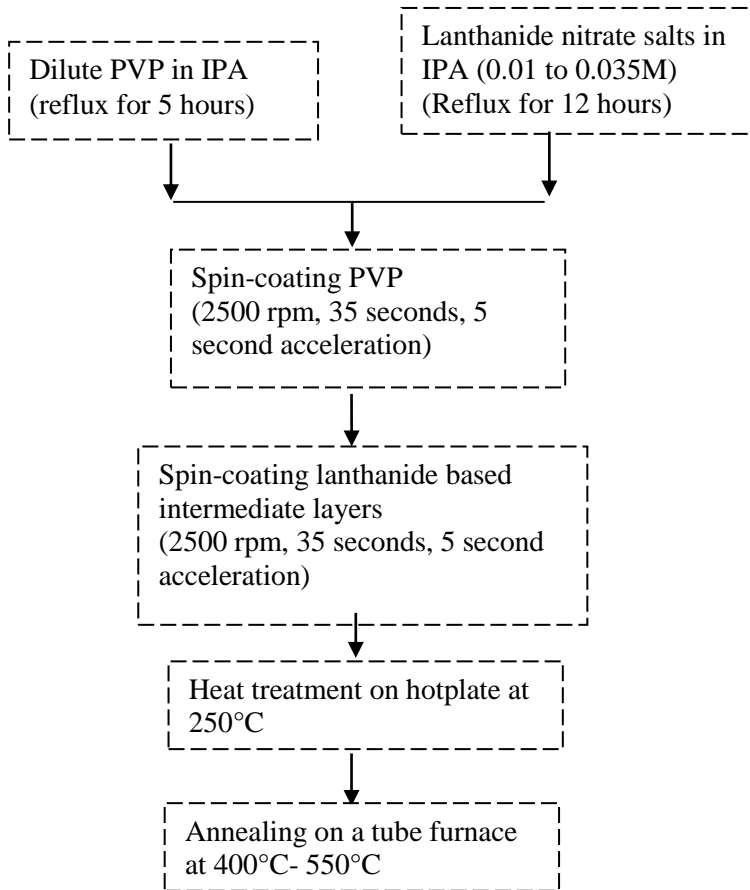 Dilute PVP in IPA
(reflux for 5 hours)
Lanthanide nitrate salts in
IPA (0.01 to 0.035M)
(Reflux for 12 hours)
Spin-coating PVP
(2500 rpm, 35 seconds, 5
second acceleration)
Spin-coating lanthanide based
intermediate layers
(2500 rpm, 35 seconds, 5 second
acceleration)
Heat treatment on hotplate at
250°C
Annealing on a tube furnace
at 400°C- 550°C